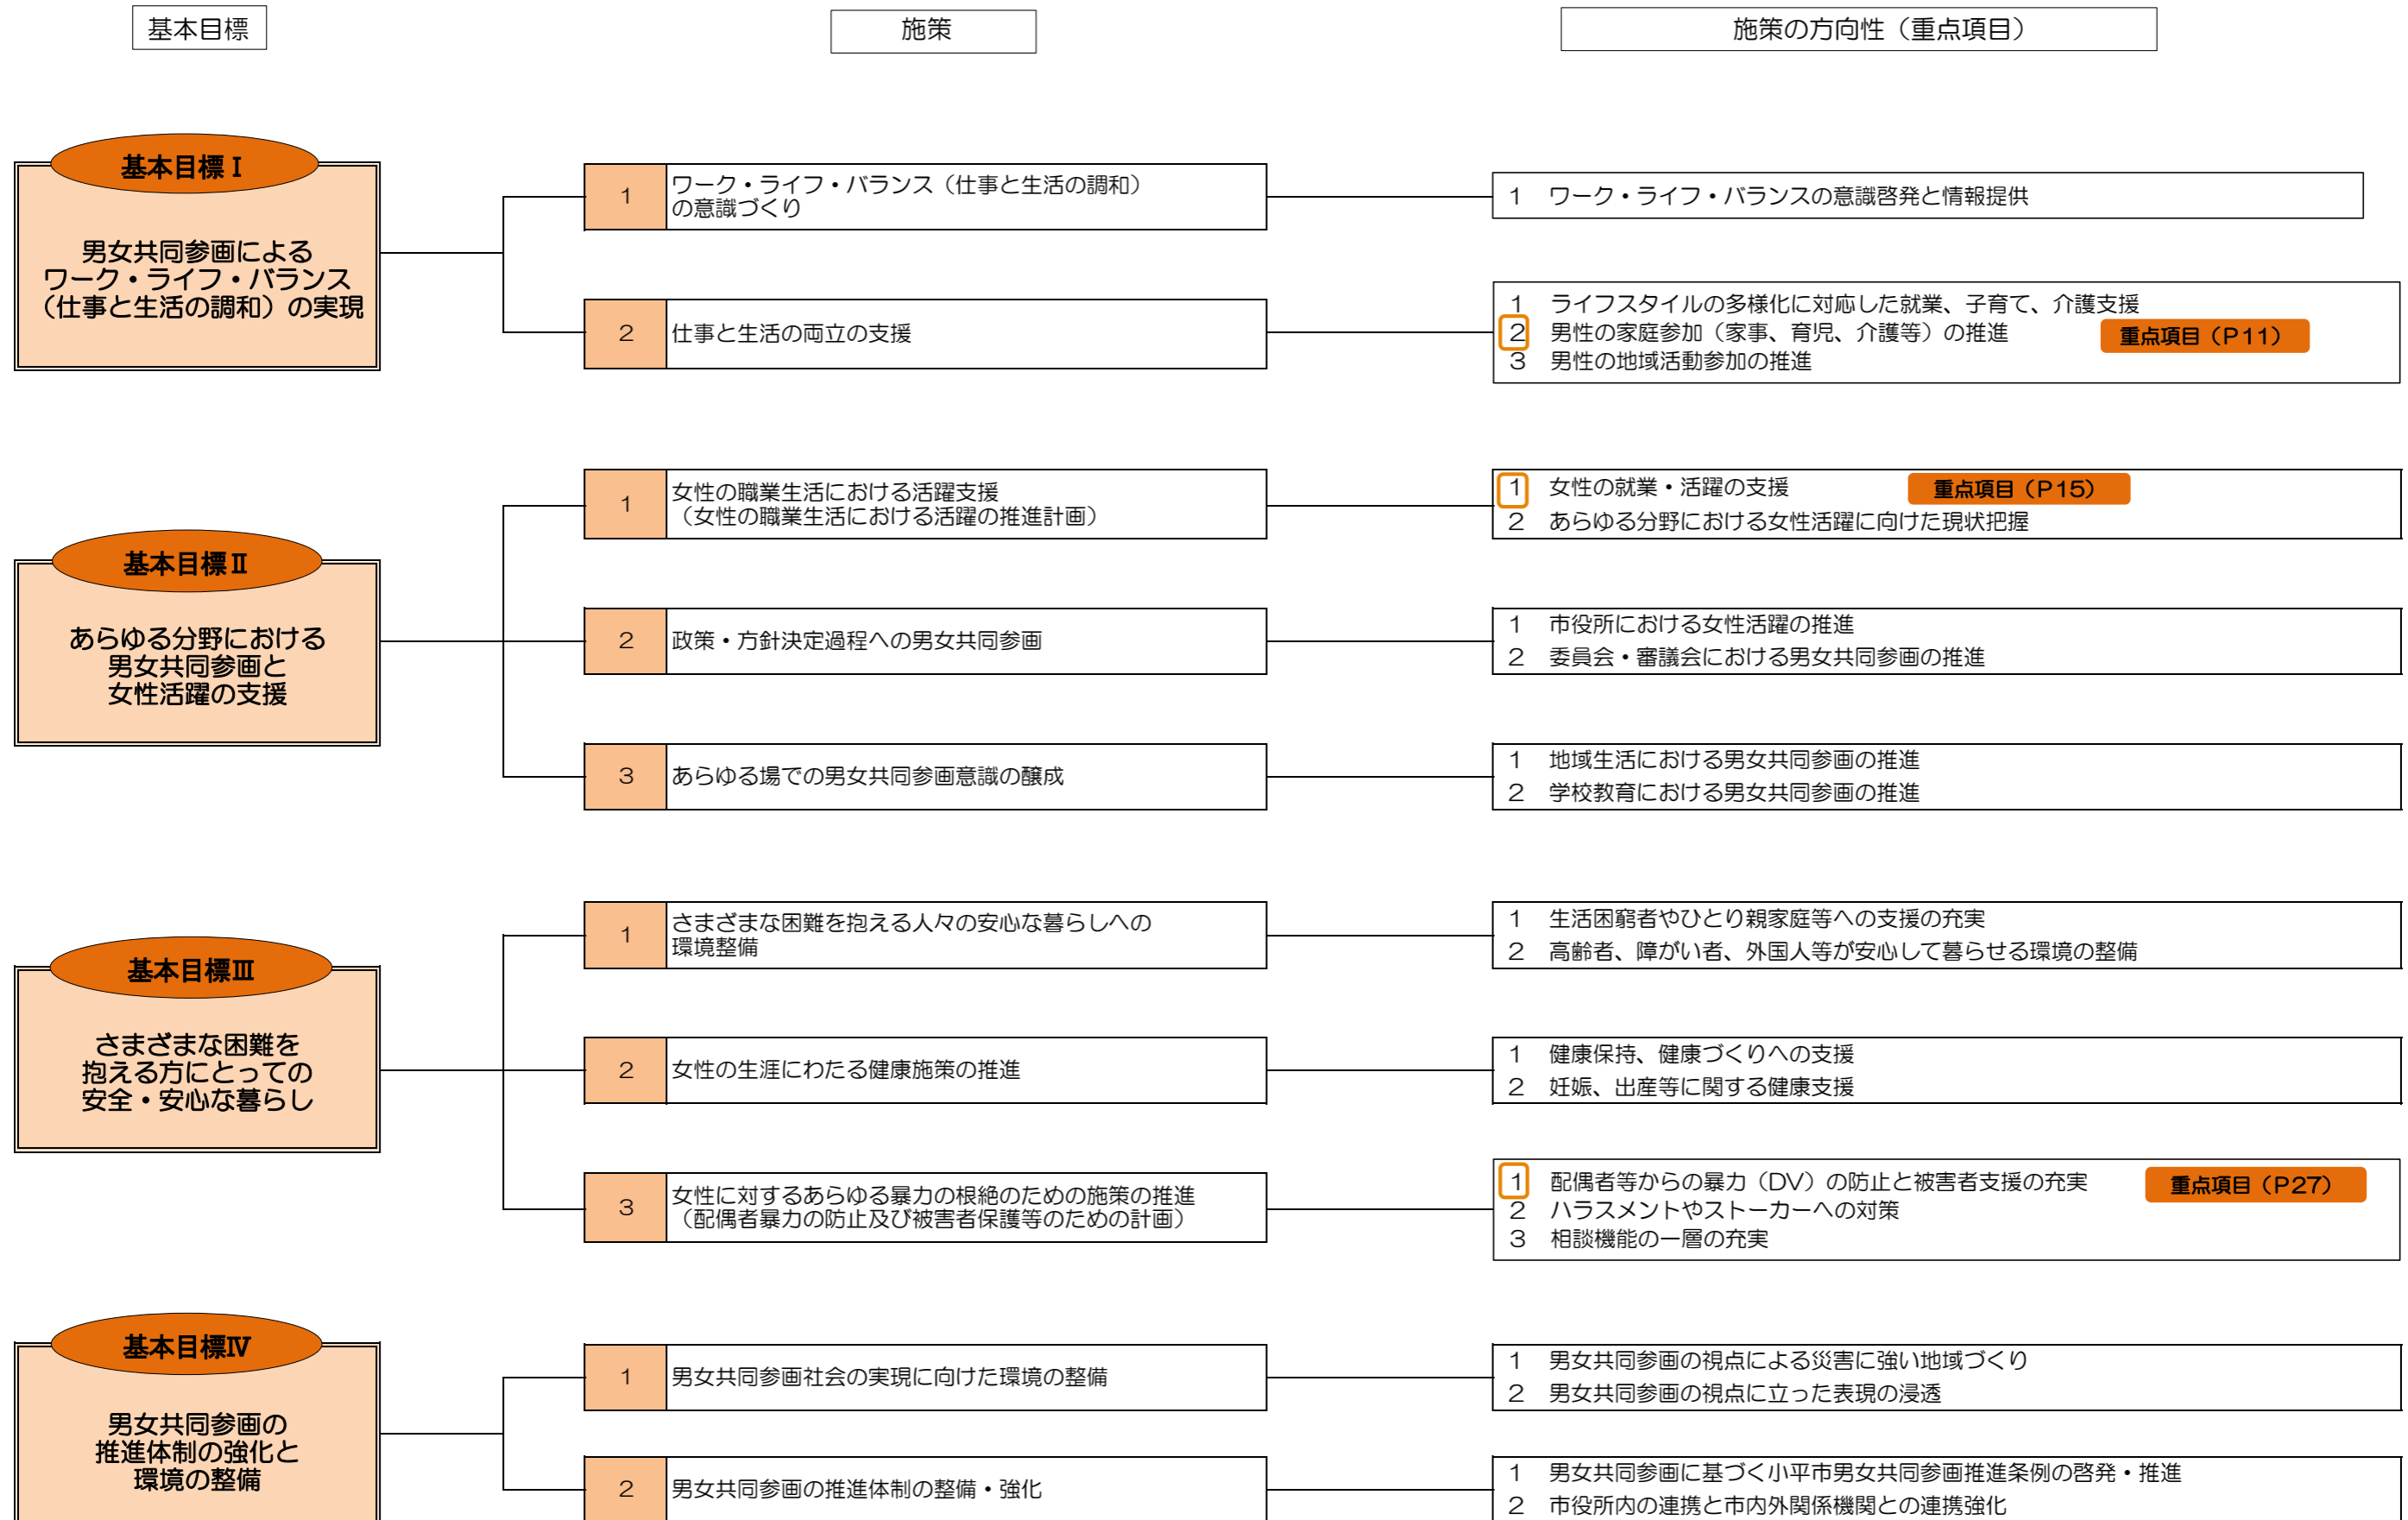 基本目標
施策
施策の方向性（重点項目）
基本目標Ⅰ
男女共同参画による
ワーク・ライフ・バランス
（仕事と生活の調和）の実現
1
ワーク・ライフ・バランス（仕事と生活の調和）
の意識づくり
1 ワーク・ライフ・バランスの意識啓発と情報提供
2
仕事と生活の両立の支援
1 ライフスタイルの多様化に対応した就業、子育て、介護支援
2 男性の家庭参加（家事、育児、介護等）の推進 重点項目（P11）
3 男性の地域活動参加の推進
基本目標Ⅱ
あらゆる分野における
男女共同参画と
女性活躍の支援
1
女性の職業生活における活躍支援
（女性の職業生活における活躍の推進計画）
1 女性の就業・活躍の支援 重点項目（P15）
2 あらゆる分野における女性活躍に向けた現状把握
2
政策・方針決定過程への男女共同参画
1 市役所における女性活躍の推進
2 委員会・審議会における男女共同参画の推進
3
あらゆる場での男女共同参画意識の醸成
1 地域生活における男女共同参画の推進
2 学校教育における男女共同参画の推進
基本目標Ⅲ
さまざまな困難を
抱える方にとっての
安全・安心な暮らし
1
さまざまな困難を抱える人々の安心な暮らしへの
環境整備
1 生活困窮者やひとり親家庭等への支援の充実
2 高齢者、障がい者、外国人等が安心して暮らせる環境の整備
2
女性の生涯にわたる健康施策の推進
1 健康保持、健康づくりへの支援
2 妊娠、出産等に関する健康支援
3
女性に対するあらゆる暴力の根絶のための施策の推進
（配偶者暴力の防止及び被害者保護等のための計画）
1 配偶者等からの暴力（DV）の防止と被害者支援の充実 重点項目（P27）
2 ハラスメントやストーカーへの対策
3 相談機能の一層の充実
基本目標Ⅳ
男女共同参画の
推進体制の強化と
環境の整備
1
男女共同参画社会の実現に向けた環境の整備
1 男女共同参画の視点による災害に強い地域づくり
2 男女共同参画の視点に立った表現の浸透
2
男女共同参画の推進体制の整備・強化
1 男女共同参画に基づく小平市男女共同参画推進条例の啓発・推進
2 市役所内の連携と市内外関係機関との連携強化